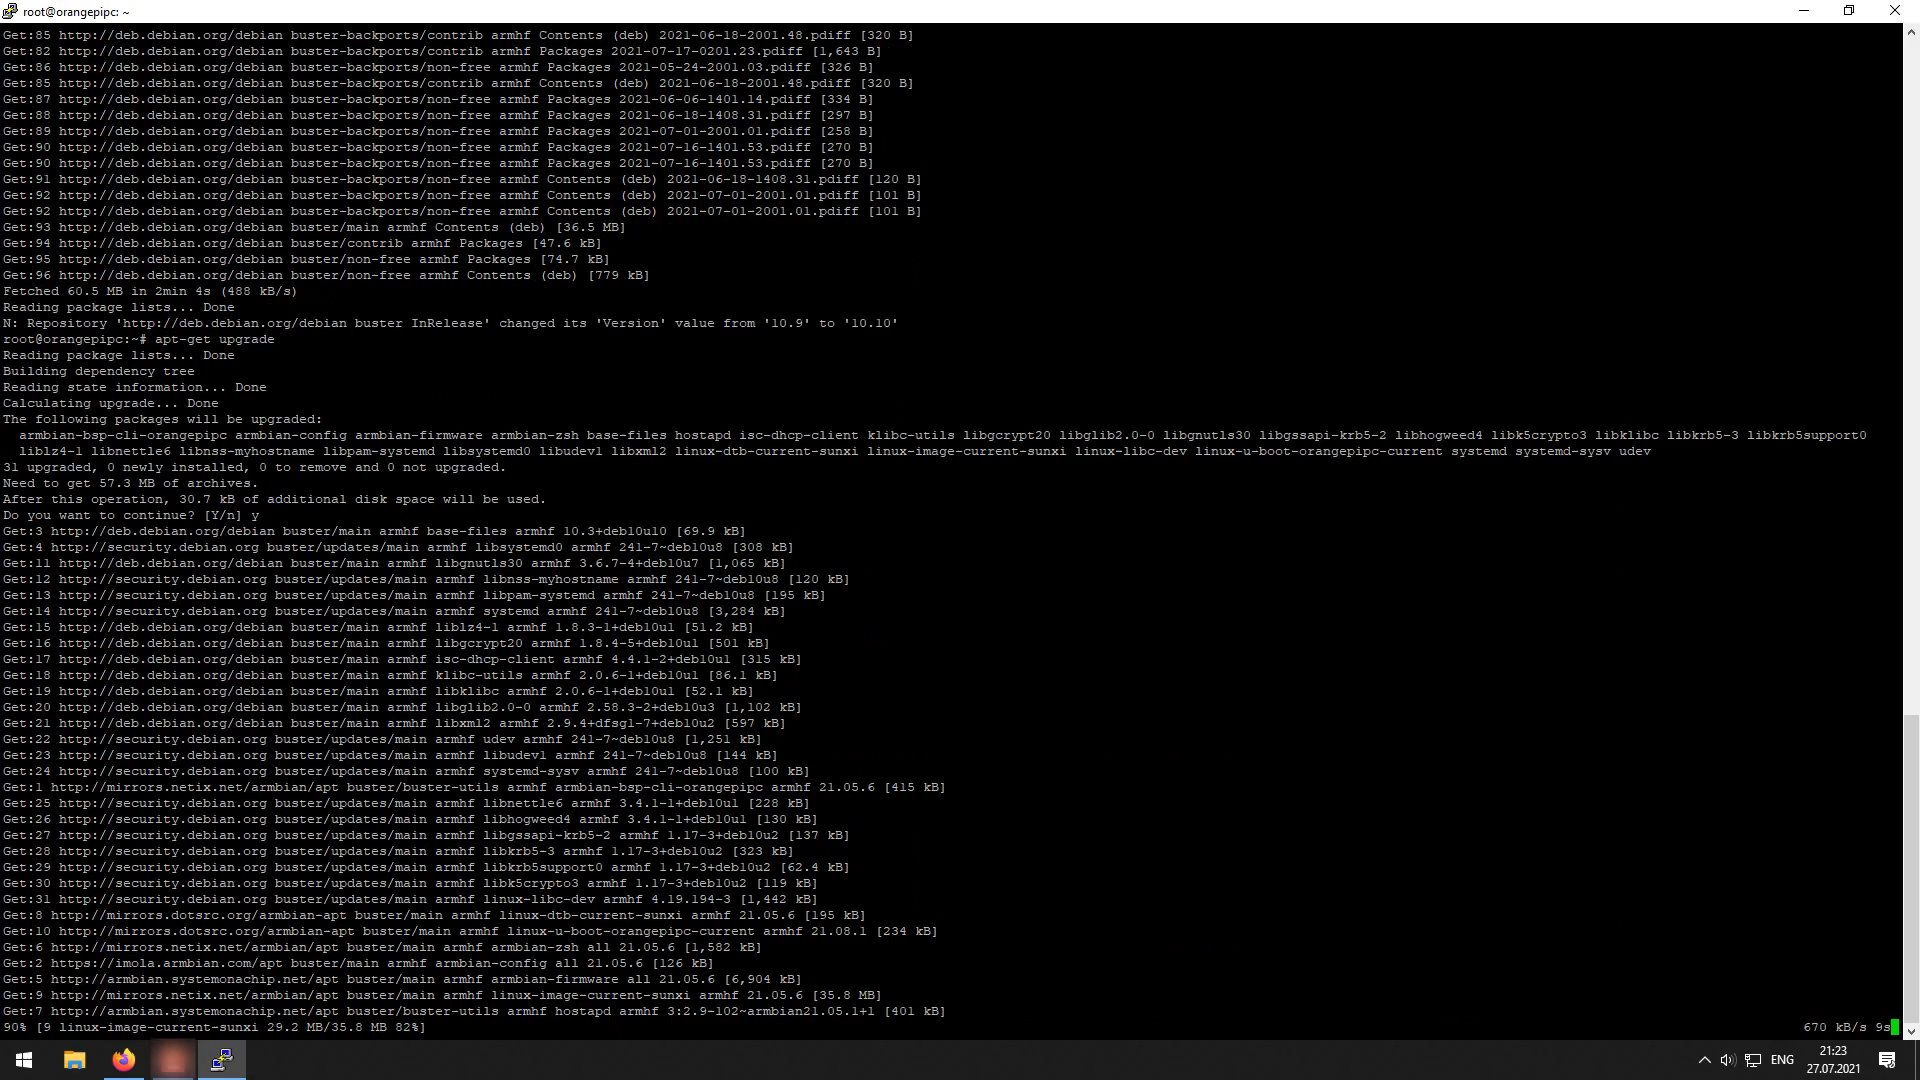 root@orangepipc: ~
Get:85 http://deb.debian.org/debian buster-backports/contrib armhf Contents (deb) 2021-06-18-2001.48.pdiff [320 B]
Get:82 http://deb.debian.org/debian buster-backports/contrib armhf Packages 2021-07-17-0201.23.pdiff [1,643 B]
Get:86 http://deb.debian.org/debian buster-backports/non-free armhf Packages 2021-05-24-2001.03.pdiff [326 B]
Get:85 http://deb.debian.org/debian buster-backports/contrib armhf Contents (deb) 2021-06-18-2001.48.pdiff [320 B]
Get:87 http://deb.debian.org/debian buster-backports/non-free armhf Packages 2021-06-06-1401.14.pdiff [334 B]
Get:88 http://deb.debian.org/debian buster-backports/non-free armhf Packages 2021-06-18-1408.31.pdiff [297 B]
Get:89 http://deb.debian.org/debian buster-backports/non-free armhf Packages 2021-07-01-2001.01.pdiff [258 B]
Get:90 http://deb.debian.org/debian buster-backports/non-free armhf Packages 2021-07-16-1401.53.pdiff [270 B]
Get:90 http://deb.debian.org/debian buster-backports/non-free armhf Packages 2021-07-16-1401.53.pdiff [270 B]
Get:91 http://deb.debian.org/debian buster-backports/non-free armhf Contents (deb) 2021-06-18-1408.31.pdiff [120 B]
Get:92 http://deb.debian.org/debian buster-backports/non-free armhf Contents (deb) 2021-07-01-2001.01.pdiff [101 B]
Get:92 http://deb.debian.org/debian buster-backports/non-free armhf Contents (deb) 2021-07-01-2001.01.pdiff [101 B]
Get:93 http://deb.debian.org/debian buster/main armhf Contents (deb) [36.5 MB]
Get:94 http://deb.debian.org/debian buster/contrib armhf Packages [47.6 kB]
Get:95 http://deb.debian.org/debian buster/non-free armhf Packages [74.7 kB]
Get:96 http://deb.debian.org/debian buster/non-free armhf Contents (deb) [779 kB]
Fetched 60.5 MB in 2min 4s (488 kB/s)
Reading package lists... Done
N: Repository 'http://deb.debian.org/debian buster InRelease' changed its 'Version' value from '10.9' to '10.10'
root@orangepipc:~# apt-get upgrade
Reading package lists... Done
Building dependency tree
Reading state information... Done
Calculating upgrade... Done
The following packages will be upgraded:
armbian-bsp-cli-orangepipc armbian-config armbian-firmware armbian-zsh base-files hostapd isc-dhcp-client klibc-utils libgcrypt20 libglib2.0-0 libgnutls30 libgssapi-krb5-2 libhogweed4 libk5crypto3 libklibc libkrb5-3 libkrb5support0
liblz4-1 libnettle6 libnss-myhostname libpam-systemd libsystemd0 libudev1 libxml2 linux-dtb-current-sunxi linux-image-current-sunxi linux-libc-dev linux-u-boot-orangepipc-current systemd systemd-sysv udev
31 upgraded, 0 newly installed, 0 to remove and 0 not upgraded.
Need to get 57.3 MB of archives.
After this operation, 30.7 kB of additional disk space will be used.
Do you want to continue? [Y/n] y
Get:3 http://deb.debian.org/debian buster/main armhf base-files armhf 10.3+deb10u10 [69.9 kB]
Get:4 http://security.debian.org buster/updates/main armhf libsystemd0 armhf 241-7~deb10u8 [308 kB]
Get:11 http://deb.debian.org/debian buster/main armhf libgnutls30 armhf 3.6.7-4+deb10u7 [1,065 kB]
Get:12 http://security.debian.org buster/updates/main armhf libnss-myhostname armhf 241-7~deb10u8 [120 kB]
Get:13 http://security.debian.org buster/updates/main armhf libpam-systemd armhf 241-7~deb10u8 [195 kB]
Get:14 http://security.debian.org buster/updates/main armhf systemd armhf 241-7~deb10u8 [3,284 kB]
Get:15 http://deb.debian.org/debian buster/main armhf liblz4-1 armhf 1.8.3-1+deb10u1 [51.2 kB]
Get:16 http://deb.debian.org/debian buster/main armhf libgcrypt20 armhf 1.8.4-5+deb10u1 [501 kB]
Get:17 http://deb.debian.org/debian buster/main armhf isc-dhcp-client armhf 4.4.1-2+deb10u1 [315 kB]
Get:18 http://deb.debian.org/debian buster/main armhf klibc-utils armhf 2.0.6-1+deb10u1 [86.1 kB]
Get:19 http://deb.debian.org/debian buster/main armhf libklibc armhf 2.0.6-1+deb10u1 [52.1 kB]
Get:20 http://deb.debian.org/debian buster/main armhf libglib2.0-0 armhf 2.58.3-2+deb10u3 [1,102 kB]
Get:21 http://deb.debian.org/debian buster/main armhf libxml2 armhf 2.9.4+dfsg1-7+deb10u2 [597 kB]
Get:22 http://security.debian.org buster/updates/main armhf udev armhf 241-7~deb10u8 [1,251 kB]
Get:23 http://security.debian.org buster/updates/main armhf libudev1 armhf 241-7~deb10u8 [144 kB]
Get:24 http://security.debian.org buster/updates/main armhf systemd-sysv armhf 241-7~deb10u8 [100 kB]
Get:1 http://mirrors.netix.net/armbian/apt buster/buster-utils armhf armbian-bsp-cli-orangepipc armhf 21.05.6 [415 kB]
Get:25 http://security.debian.org buster/updates/main armhf libnettle6 armhf 3.4.1-1+deb10u1 [228 kB]
Get:26 http://security.debian.org buster/updates/main armhf libhogweed4 armhf 3.4.1-1+deb10u1 [130 kB]
Get:27 http://security.debian.org buster/updates/main armhf libgssapi-krb5-2 armhf 1.17-3+deb10u2 [137 kB]
Get:28 http://security.debian.org buster/updates/main armhf libkrb5-3 armhf 1.17-3+deb10u2 [323 kB]
Get:29 http://security.debian.org buster/updates/main armhf libkrb5support0 armhf 1.17-3+deb10u2 [62.4 kB]
Get:30 http://security.debian.org buster/updates/main armhf libk5crypto3 armhf 1.17-3+deb10u2 [119 kB]
Get:31 http://security.debian.org buster/updates/main armhf linux-libc-dev armhf 4.19.194-3 [1,442 kB]
Get:8 http://mirrors.dotsrc.org/armbian-apt buster/main armhf linux-dtb-current-sunxi armhf 21.05.6 [195 kB]
Get:10 http://mirrors.dotsrc.org/armbian-apt buster/main armhf linux-u-boot-orangepipc-current armhf 21.08.1 [234 kB]
Get:6 http://mirrors.netix.net/armbian/apt buster/main armhf armbian-zsh all 21.05.6 [1,582 kB]
Get:2 https://imola.armbian.com/apt buster/main armhf armbian-config all 21.05.6 [126 kB]
Get:5 http://armbian.systemonachip.net/apt buster/main armhf armbian-firmware all 21.05.6 [6,904 kB]
Get:9 http://mirrors.netix.net/armbian/apt buster/main armhf linux-image-current-sunxi armhf 21.05.6 [35.8 MB]
Get:7 http://armbian.systemonachip.net/apt buster/buster-utils armhf hostapd armhf 3:2.9-102~armbian21.05.1+1 [401 kB]
90% [9 linux-image-current-sunxi 29.2 MB/35.8 MB 82%] 670 kB/s 9s
ENG
21:23
27.07.2021